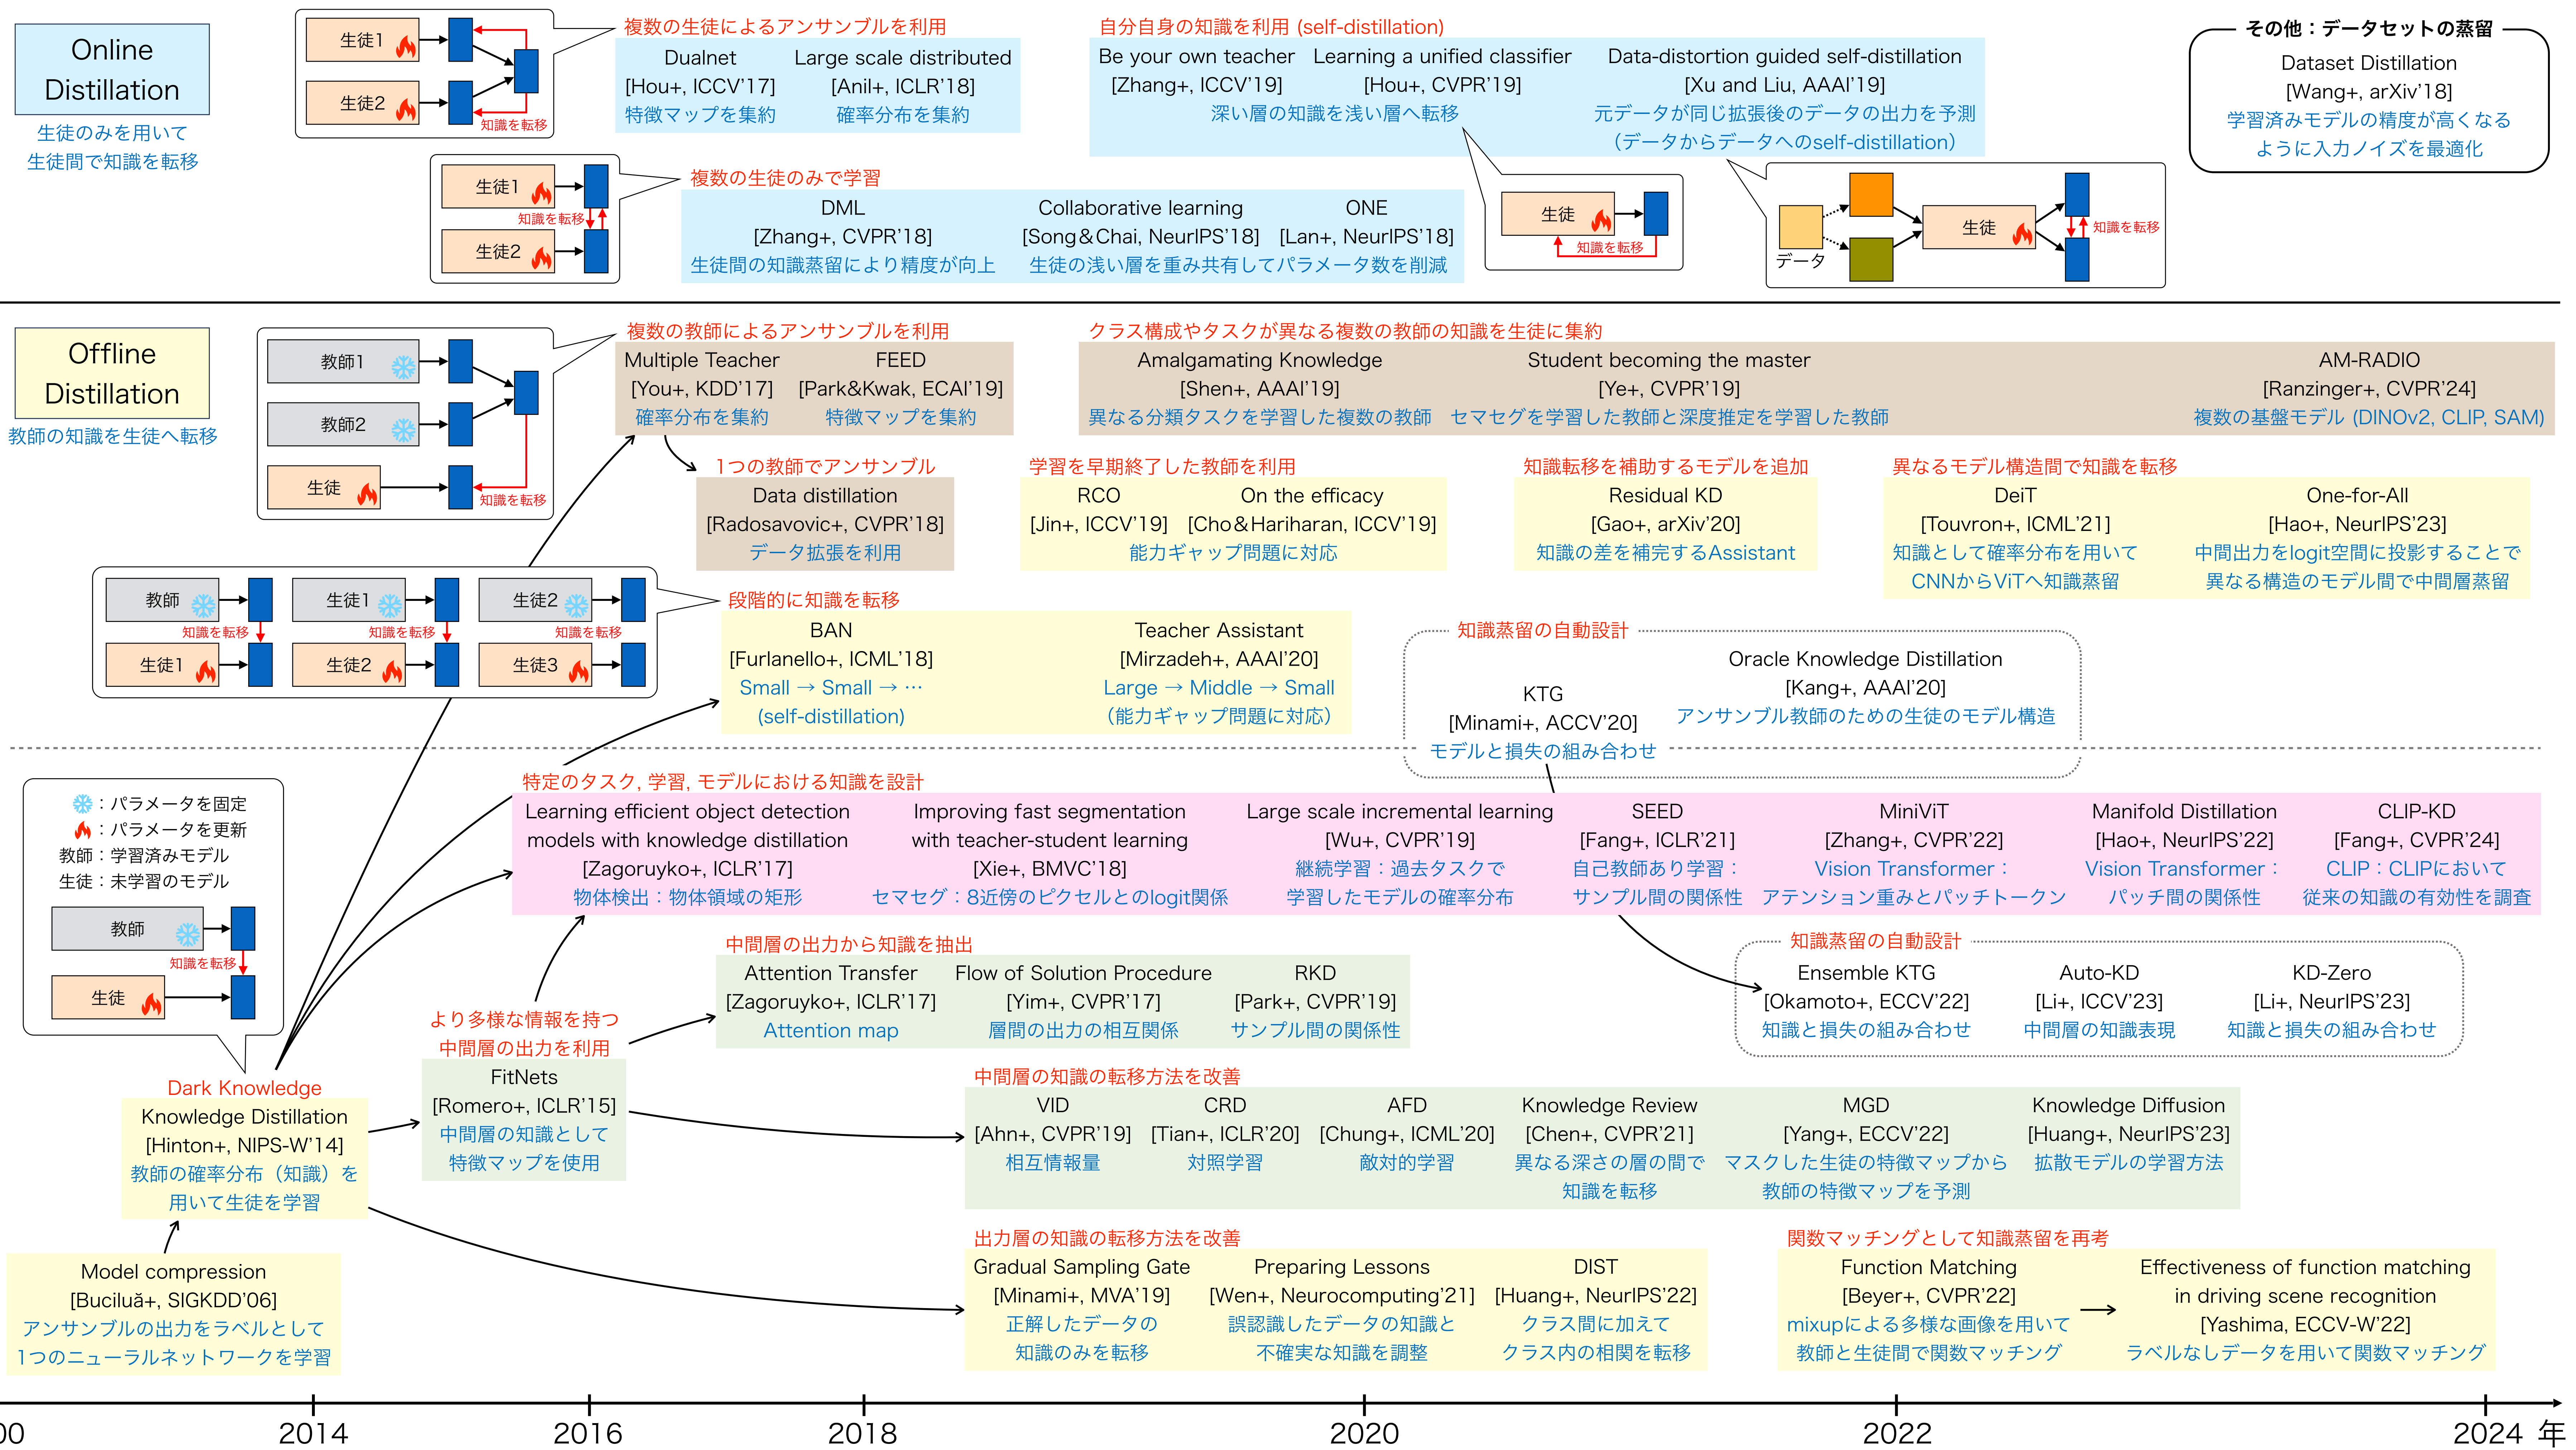 Online
Distillation
生徒のみを用いて
生徒間で知識を転移
生徒1
生徒2
知識を転移
複数の生徒によるアンサンブルを利用
Dualnet
[Hou+, ICCV’17]
特徴マップを集約
Large scale distributed
[Anil+, ICLR’18]
確率分布を集約
生徒1
知識を転移
生徒2
複数の生徒のみで学習
DML
[Zhang+, CVPR’18]
生徒間の知識蒸留により精度が向上
Collaborative learning
[Song＆Chai, NeurIPS’18]
ONE
[Lan+, NeurIPS’18]
生徒の浅い層を重み共有してパラメータ数を削減
自分自身の知識を利用 (self-distillation)
Be your own teacher
[Zhang+, ICCV’19]
Learning a unified classifier
[Hou+, CVPR’19]
深い層の知識を浅い層へ転移
Data-distortion guided self-distillation
[Xu and Liu, AAAI’19]
元データが同じ拡張後のデータの出力を予測
（データからデータへのself-distillation）
生徒
知識を転移
データ
生徒
知識を転移
その他：データセットの蒸留
Dataset Distillation
[Wang+, arXiv’18]
学習済みモデルの精度が高くなる
ように入力ノイズを最適化
Offline
Distillation
教師の知識を生徒へ転移
教師1
教師2
生徒
知識を転移
複数の教師によるアンサンブルを利用
Multiple Teacher
[You+, KDD’17]
確率分布を集約
FEED
[Park&Kwak, ECAI’19]
特徴マップを集約
クラス構成やタスクが異なる複数の教師の知識を生徒に集約
Amalgamating Knowledge
[Shen+, AAAI’19]
異なる分類タスクを学習した複数の教師
Student becoming the master
[Ye+, CVPR’19]
セマセグを学習した教師と深度推定を学習した教師
AM-RADIO
[Ranzinger+, CVPR’24]
複数の基盤モデル (DINOv2, CLIP, SAM)
1つの教師でアンサンブル
Data distillation
[Radosavovic+, CVPR’18]
データ拡張を利用
学習を早期終了した教師を利用
RCO
[Jin+, ICCV’19]
On the efficacy
[Cho＆Hariharan, ICCV’19]
能力ギャップ問題に対応
知識転移を補助するモデルを追加
Residual KD
[Gao+, arXiv’20]
知識の差を補完するAssistant
異なるモデル構造間で知識を転移
DeiT
[Touvron+, ICML’21]
知識として確率分布を用いて
CNNからViTへ知識蒸留
One-for-All
[Hao+, NeurIPS’23]
中間出力をlogit空間に投影することで
異なる構造のモデル間で中間層蒸留
教師
知識を転移
生徒1
生徒1
知識を転移
生徒2
生徒2
知識を転移
生徒3
段階的に知識を転移
BAN
[Furlanello+, ICML’18]
Small → Small → …
(self-distillation)
Teacher Assistant
[Mirzadeh+, AAAI’20]
Large → Middle → Small
（能力ギャップ問題に対応）
知識蒸留の自動設計
KTG
[Minami+, ACCV’20]
モデルと損失の組み合わせ
Oracle Knowledge Distillation
[Kang+, AAAI’20]
アンサンブル教師のための生徒のモデル構造
：パラメータを固定
：パラメータを更新
教師：学習済みモデル
生徒：未学習のモデル
教師
知識を転移
生徒
特定のタスク, 学習, モデルにおける知識を設計
Learning efficient object detection
models with knowledge distillation
[Zagoruyko+, ICLR’17]
物体検出：物体領域の矩形
Improving fast segmentation
with teacher-student learning
[Xie+, BMVC’18]
セマセグ：8近傍のピクセルとのlogit関係
Large scale incremental learning
[Wu+, CVPR’19]
継続学習：過去タスクで
学習したモデルの確率分布
SEED
[Fang+, ICLR’21]
自己教師あり学習：
サンプル間の関係性
MiniViT
[Zhang+, CVPR’22]
Vision Transformer：
アテンション重みとパッチトークン
Manifold Distillation
[Hao+, NeurIPS’22]
Vision Transformer：
パッチ間の関係性
CLIP-KD
[Fang+, CVPR’24]
CLIP：CLIPにおいて
従来の知識の有効性を調査
中間層の出力から知識を抽出
Attention Transfer
[Zagoruyko+, ICLR’17]
Attention map
Flow of Solution Procedure
[Yim+, CVPR’17]
層間の出力の相互関係
RKD
[Park+, CVPR’19]
サンプル間の関係性
知識蒸留の自動設計
Ensemble KTG
[Okamoto+, ECCV’22]
知識と損失の組み合わせ
Auto-KD
[Li+, ICCV’23]
中間層の知識表現
KD-Zero
[Li+, NeurIPS’23]
知識と損失の組み合わせ
より多様な情報を持つ
中間層の出力を利用
FitNets
[Romero+, ICLR’15]
中間層の知識として
特徴マップを使用
Dark Knowledge
Knowledge Distillation
[Hinton+, NIPS-W’14]
教師の確率分布（知識）を
用いて生徒を学習
中間層の知識の転移方法を改善
VID
[Ahn+, CVPR’19]
相互情報量
CRD
[Tian+, ICLR’20]
対照学習
AFD
[Chung+, ICML’20]
敵対的学習
Knowledge Review
[Chen+, CVPR’21]
異なる深さの層の間で
知識を転移
MGD
[Yang+, ECCV’22]
マスクした生徒の特徴マップから
教師の特徴マップを予測
Knowledge Diffusion
[Huang+, NeurIPS’23]
拡散モデルの学習方法
Model compression
[Buciluă+, SIGKDD’06]
アンサンブルの出力をラベルとして
1つのニューラルネットワークを学習
出力層の知識の転移方法を改善
Gradual Sampling Gate
[Minami+, MVA’19]
正解したデータの
知識のみを転移
Preparing Lessons
[Wen+, Neurocomputing’21]
誤認識したデータの知識と
不確実な知識を調整
DIST
[Huang+, NeurIPS’22]
クラス間に加えて
クラス内の相関を転移
関数マッチングとして知識蒸留を再考
Function Matching
[Beyer+, CVPR’22]
mixupによる多様な画像を用いて
教師と生徒間で関数マッチング
Effectiveness of function matching
in driving scene recognition
[Yashima, ECCV-W’22]
ラベルなしデータを用いて関数マッチング
00 2014 2016 2018 2020 2022 2024 年